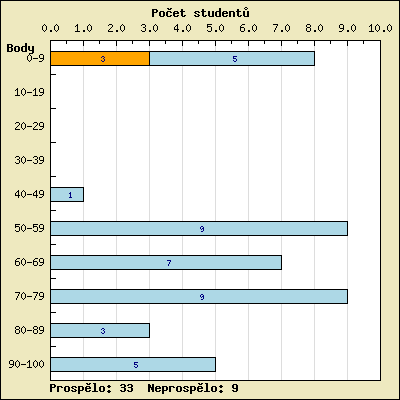 Počet studentů
0.0 1.0 2.0 3.0 4.0 5.0 6.0 7.0 8.0 9.0 10.0
Body
0-9 3 5
10-19
20-29
30-39
40-49 1
50-59 9
60-69 7
70-79 9
80-89 3
90-100 5
Prospělo: 33 Neprospělo: 9